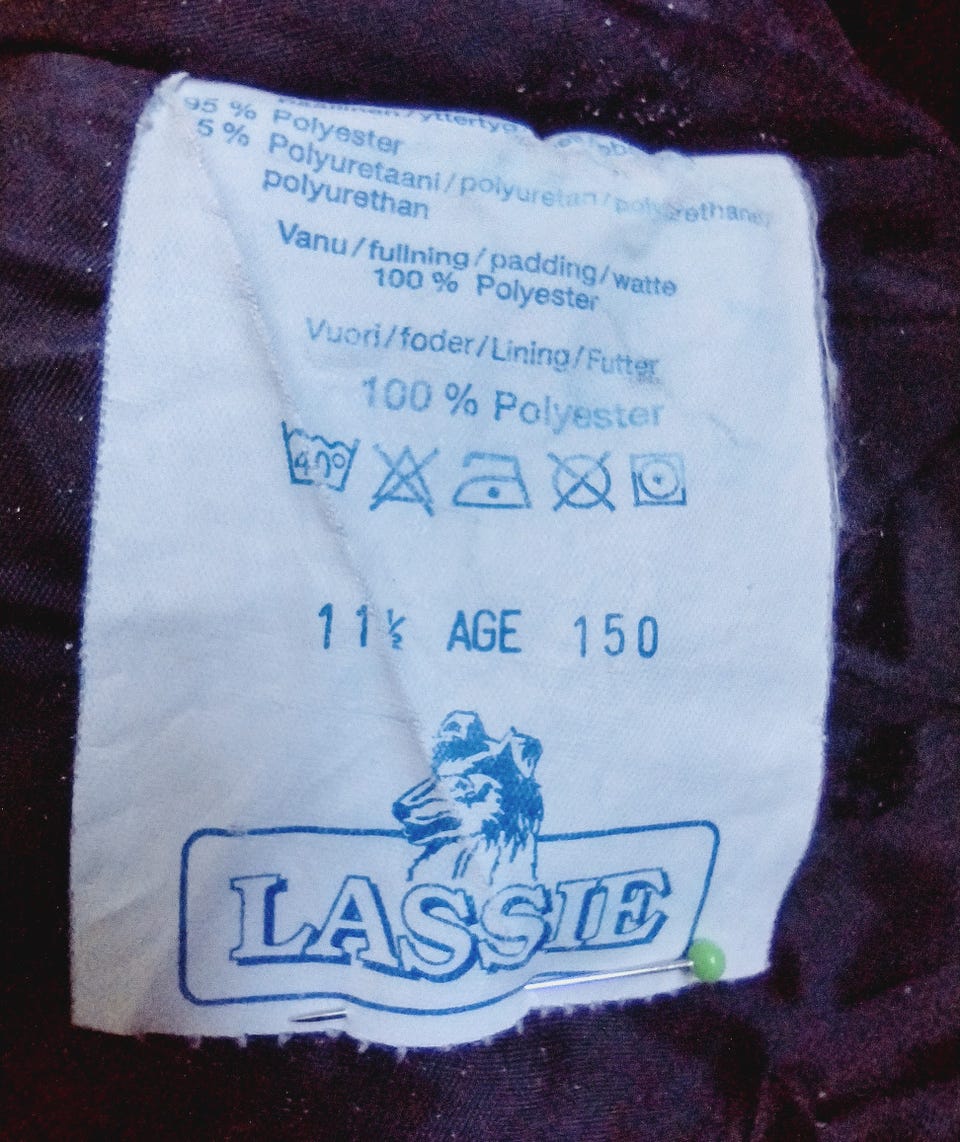 95 % Polyester
5 % Polyuretaani/polyuretan/polyurethane/
polyurethan
Vanu/fullning/padding/watte
100 % Polyester
Vuori/foder/Lining/Futter
100 % Polyester
40°
11½ AGE 150
LASSIE